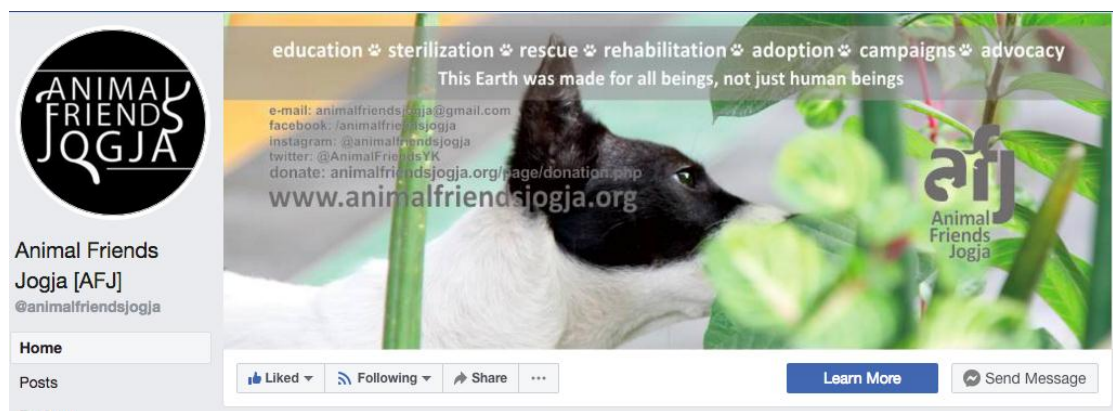 ANIMAL
FRIENDS
JOGJA
Animal Friends
Jogja [AFJ]
@animalfriendsjogja
Home
Posts
education sterilization rescue rehabilitation adoption campaigns advocacy
This Earth was made for all beings, not just human beings
e-mail: animalfriendsjogja@gmail.com
facebook: /animalfriendsjogja
instagram: @animalfriendsjogja
twitter: @AnimalFriendsYK
donate: animalfriendsjogja.org/page/donation.php
www.animalfriendsjogja.org
afj
Animal
Friends
Jogja
Liked
Following
Share
...
Learn More
Send Message